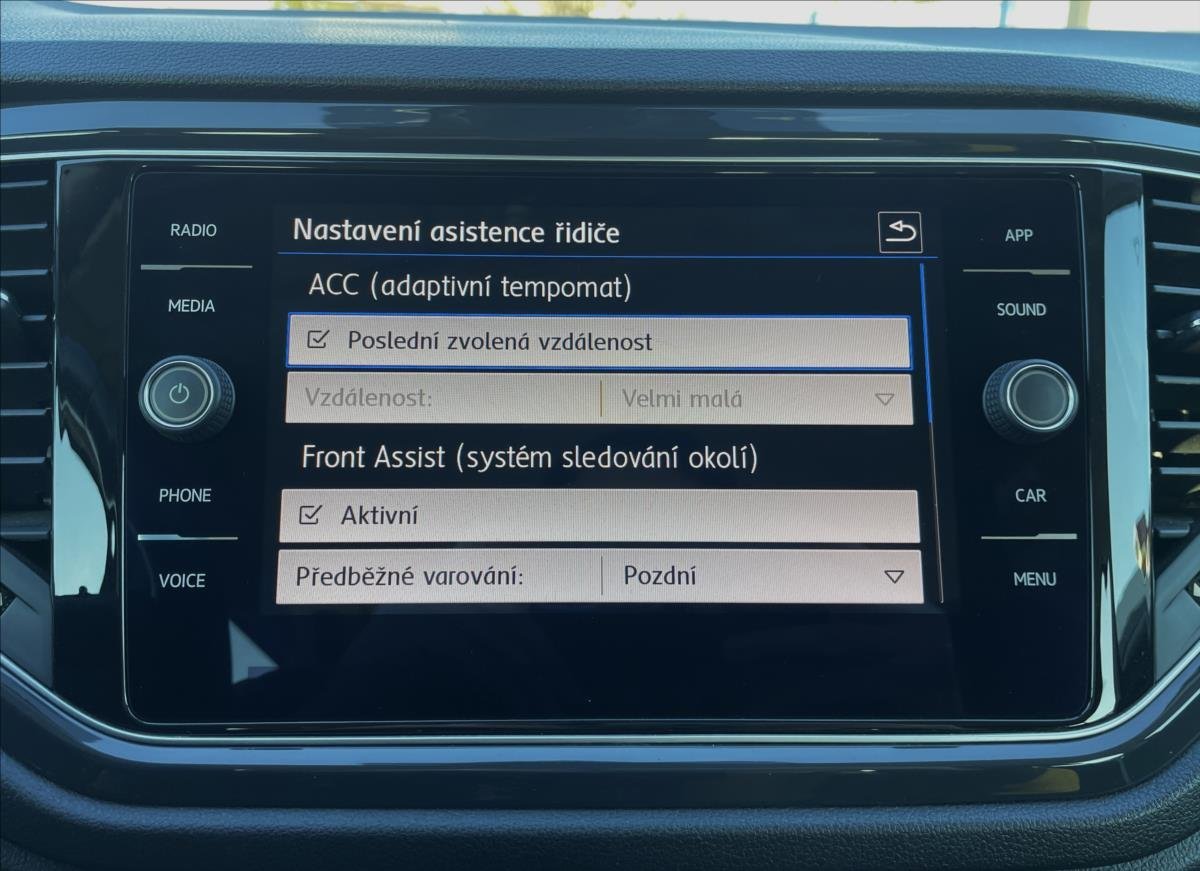 RADIO
MEDIA
PHONE
VOICE
Nastavení asistence řidiče
ACC (adaptivní tempomat)
Poslední zvolená vzdálenost
Vzdálenost: Velmi malá
Front Assist (systém sledování okolí)
Aktivní
Předběžné varování: Pozdní
APP
SOUND
CAR
MENU